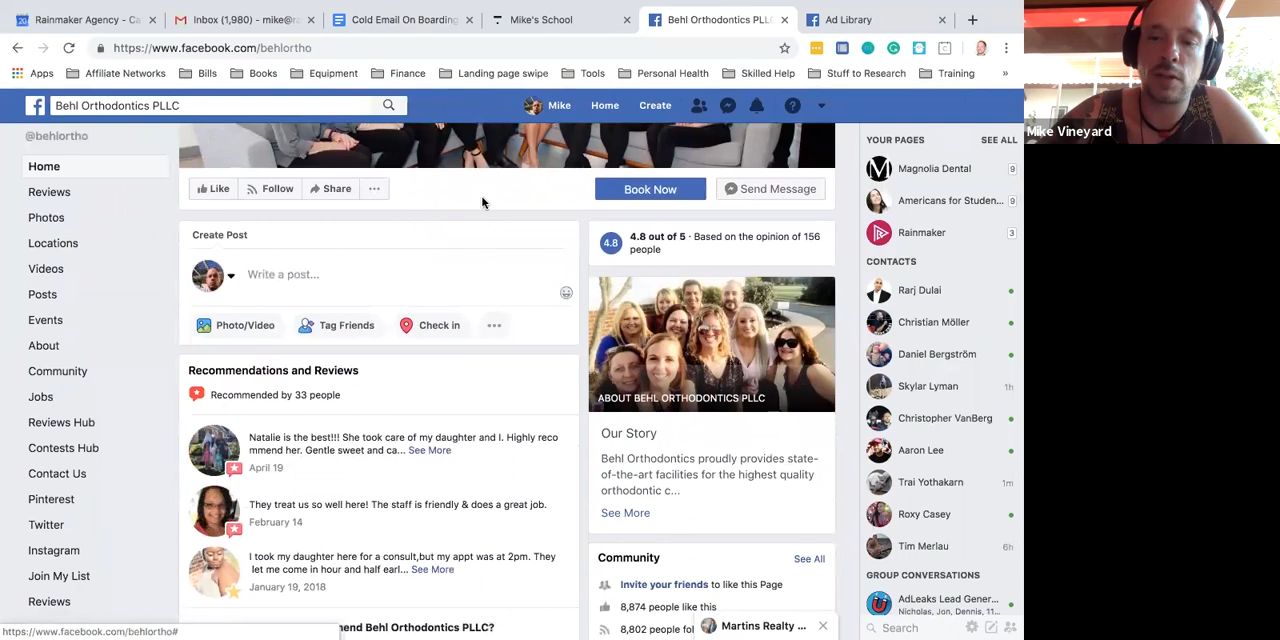 Rainmaker Agency - Ca
Inbox (1,980) - mike@r
Cold Email On Boarding
Mike's School
Behl Orthodontics PLLC
Ad Library
https://www.facebook.com/behlortho
Apps
Affiliate Networks
Bills
Books
Equipment
Finance
Landing page swipe
Tools
Personal Health
Skilled Help
Stuff to Research
Training
»
Behl Orthodontics PLLC
Mike
Home
Create
@behlortho
Home
Reviews
Photos
Locations
Videos
Posts
Events
About
Community
Jobs
Reviews Hub
Contests Hub
Contact Us
Pinterest
Twitter
Instagram
Join My List
Reviews
https://www.facebook.com/behlortho#
Like
Follow
Share
Book Now
Send Message
Create Post
Write a post...
Photo/Video
Tag Friends
Check in
Recommendations and Reviews
Recommended by 33 people
Natalie is the best!!! She took care of my daughter and I. Highly reco
mmend her. Gentle sweet and ca... See More
April 19
They treat us so well here! The staff is friendly & does a great job.
February 14
I took my daughter here for a consult,but my appt was at 2pm. They
let me come in hour and half earl... See More
January 19, 2018
mend Behl Orthodontics PLLC?
4.8
4.8 out of 5 · Based on the opinion of 156
people
ABOUT BEHL ORTHODONTICS PLLC
Our Story
Behl Orthodontics proudly provides state-
of-the-art facilities for the highest quality
orthodontic c...
See More
Community
See All
Invite your friends to like this Page
8,874 people like this
8,802 people fol
Martins Realty ...
YOUR PAGES
SEE ALL
Magnolia Dental
9
Americans for Studen...
9
Rainmaker
3
CONTACTS
Rarj Dulai
Christian Möller
Daniel Bergström
Skylar Lyman
1h
Christopher VanBerg
Aaron Lee
Trai Yothakarn
1m
Roxy Casey
Tim Merlau
6h
GROUP CONVERSATIONS
AdLeaks Lead Gener...
Nicholas, Jon, Dennis, 11...
Search
Mike Vineyard